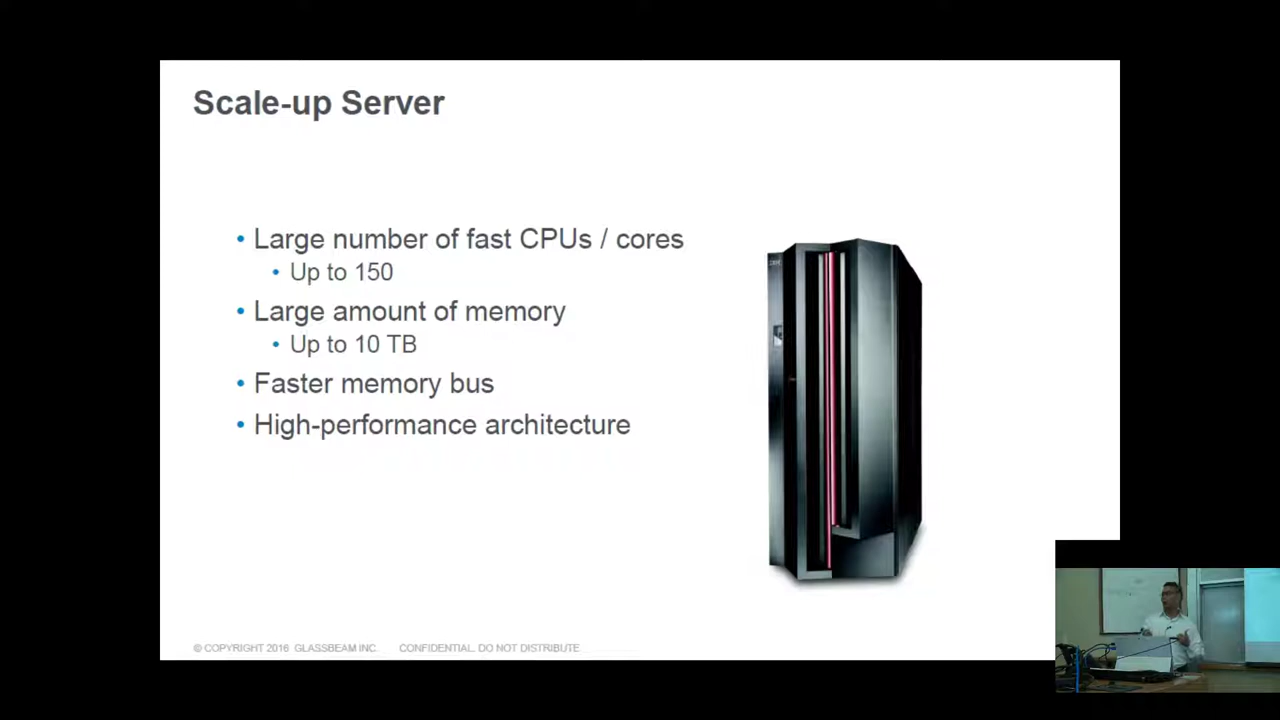 Scale-up Server
• Large number of fast CPUs / cores
• Up to 150
• Large amount of memory
• Up to 10 TB
• Faster memory bus
• High-performance architecture
IBM
© COPYRIGHT 2016 GLASSBEAM INC. CONFIDENTIAL. DO NOT DISTRIBUTE